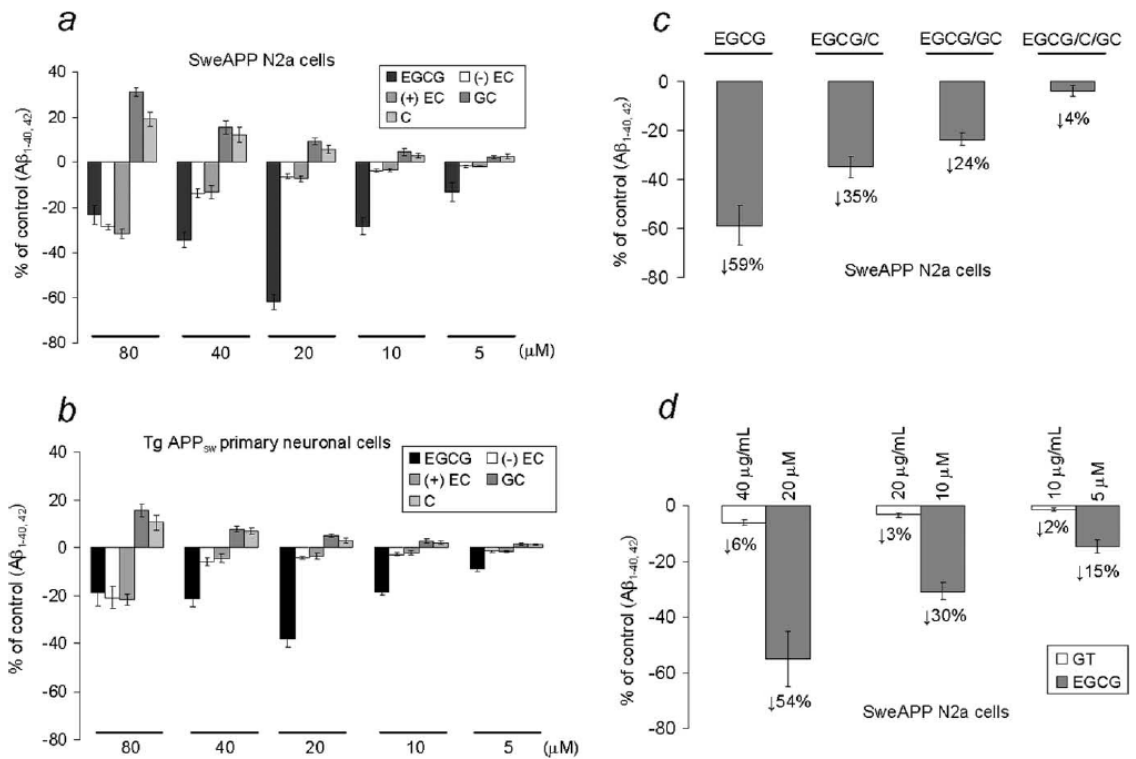 a
SweAPP N2a cells
EGCG (-) EC
(+) EC GC
C
% of control (Aβ1-40, 42)
40
20
0
-20
-40
-60
-80
80 40 20 10 5 (μM)
b
Tg APPsw primary neuronal cells
EGCG (-) EC
(+) EC GC
C
% of control (Aβ1-40, 42)
40
20
0
-20
-40
-60
-80
80 40 20 10 5 (μM)
c
EGCG EGCG/C EGCG/GC EGCG/C/GC
% of control (Aβ1-40, 42)
0
-20
-40
-60
-80
↓59%
↓35%
↓24%
↓4%
SweAPP N2a cells
d
40 μg/mL
20 μM
20 μg/mL
10 μM
10 μg/mL
5 μM
% of control (Aβ1-40, 42)
0
-20
-40
-60
-80
↓6%
↓54%
↓3%
↓30%
↓2%
↓15%
GT
EGCG
SweAPP N2a cells